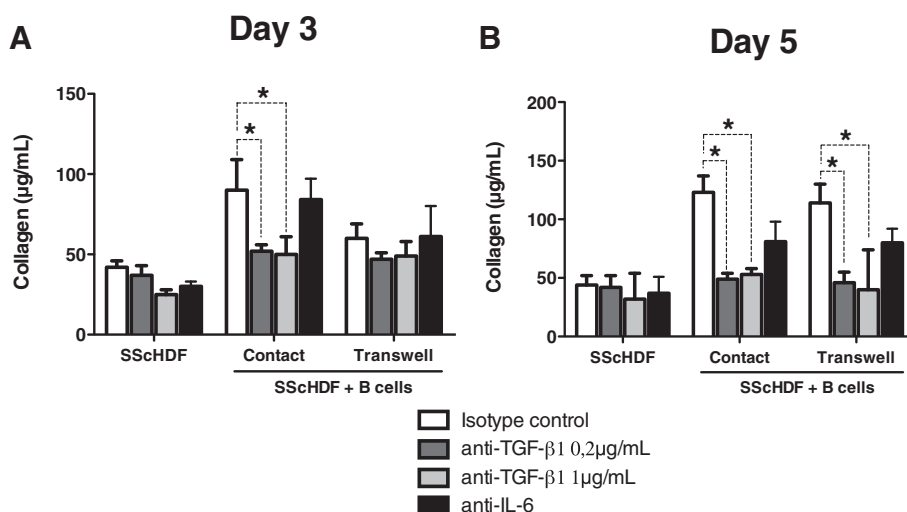 A
Day 3
B
Day 5
Collagen (µg/mL)
150
100
50
0
*
*
SScHDF
Contact
Transwell
SScHDF + B cells
Collagen (µg/mL)
200
150
100
50
0
*
*
*
*
SScHDF
Contact
Transwell
SScHDF + B cells
Isotype control
anti-TGF-β1 0,2µg/mL
anti-TGF-β1 1µg/mL
anti-IL-6